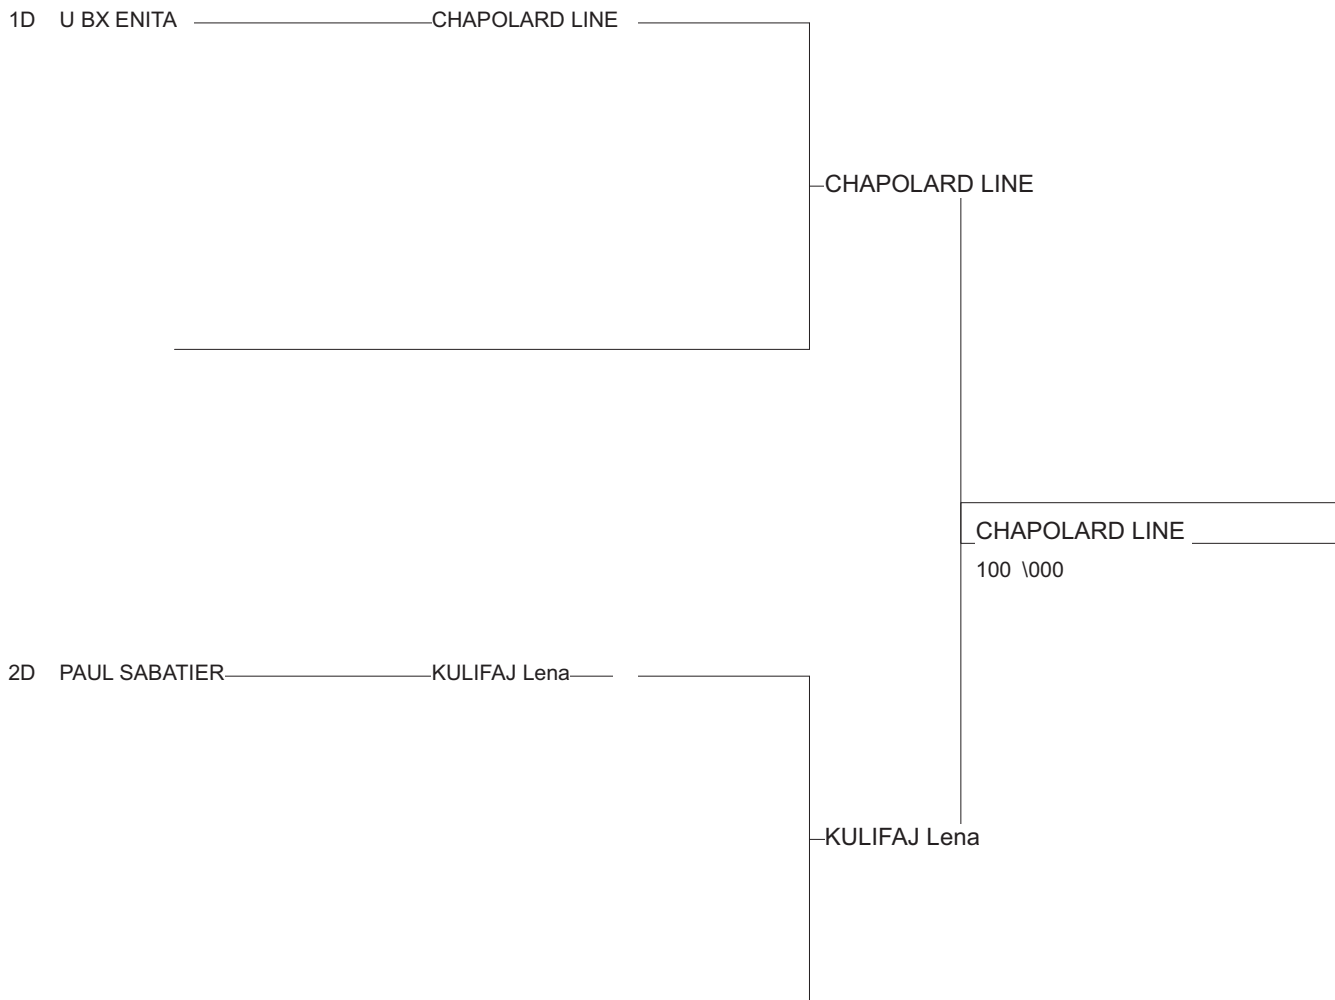 1D U BX ENITA CHAPOLARD LINE
CHAPOLARD LINE
CHAPOLARD LINE
100 \000
2D PAUL SABATIER KULIFAJ Lena
KULIFAJ Lena